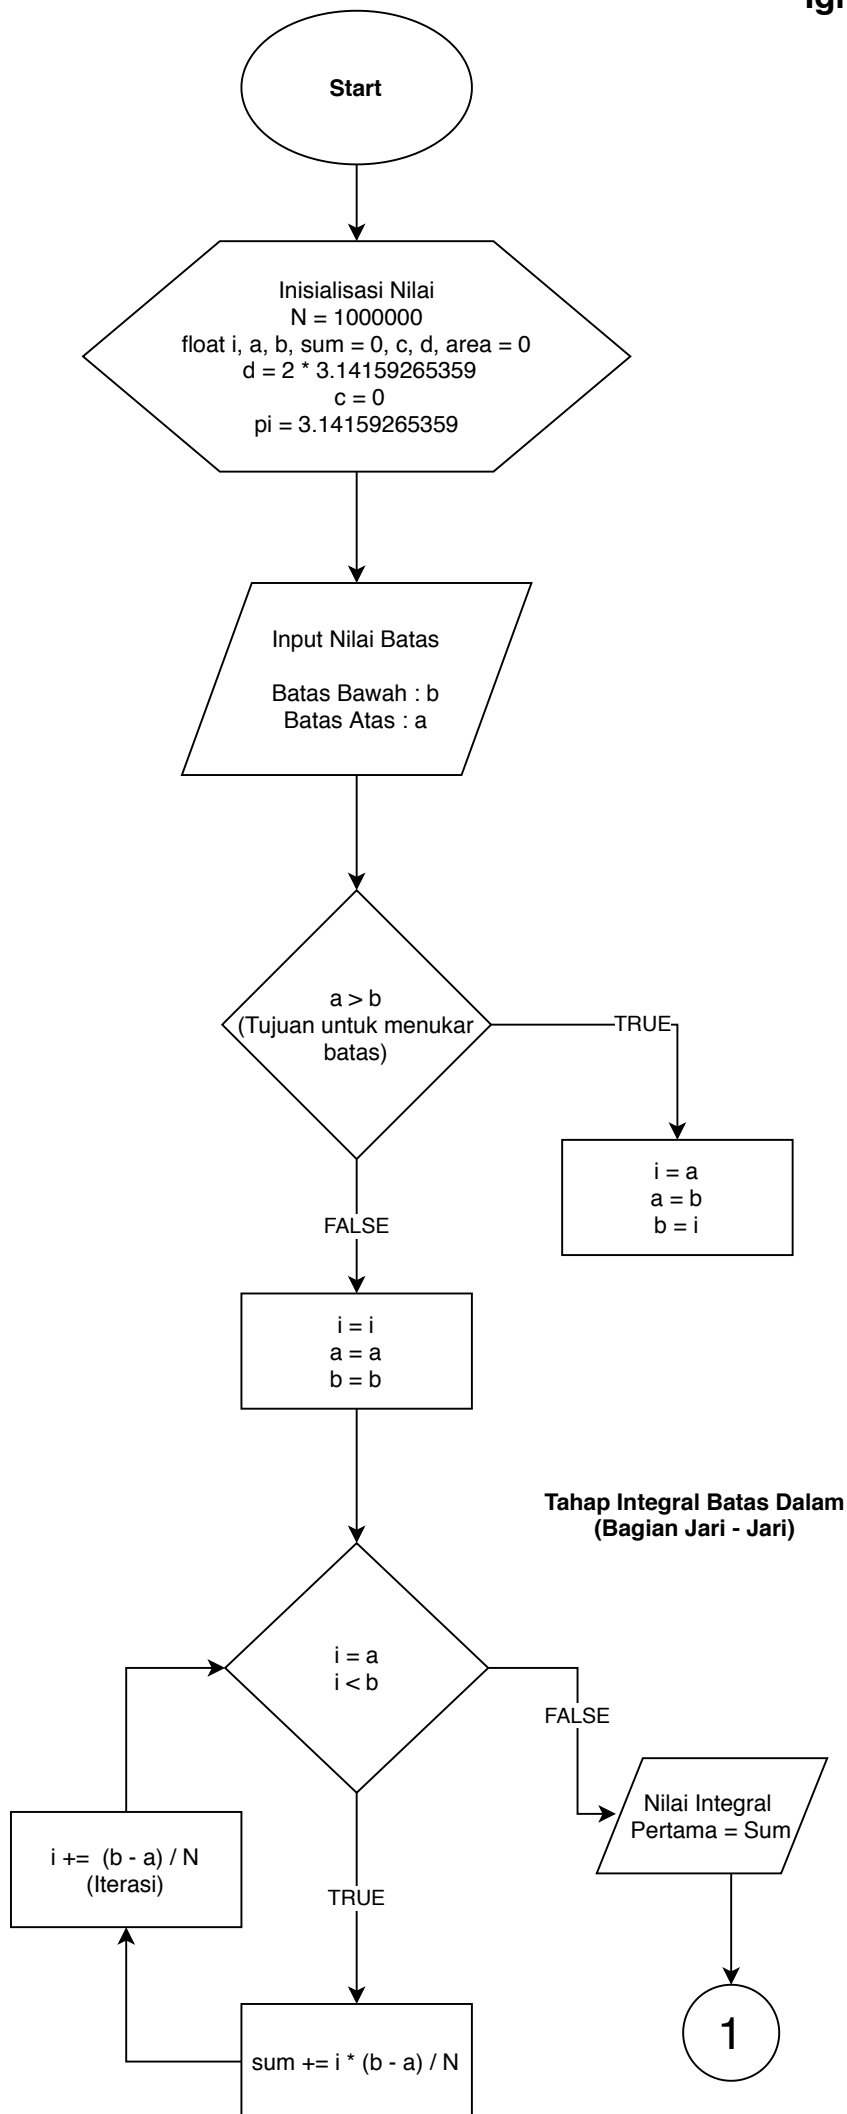 Start
Inisialisasi Nilai
N = 1000000
float i, a, b, sum = 0, c, d, area = 0
d = 2 * 3.14159265359
c = 0
pi = 3.14159265359
Input Nilai Batas
Batas Bawah : b
Batas Atas : a
a > b
(Tujuan untuk menukar
batas)
TRUE
i = a
a = b
b = i
FALSE
i = i
a = a
b = b
Tahap Integral Batas Dalam
(Bagian Jari - Jari)
i = a
i < b
FALSE
Nilai Integral
Pertama = Sum
i += (b - a) / N
(Iterasi)
TRUE
1
sum += i * (b - a) / N